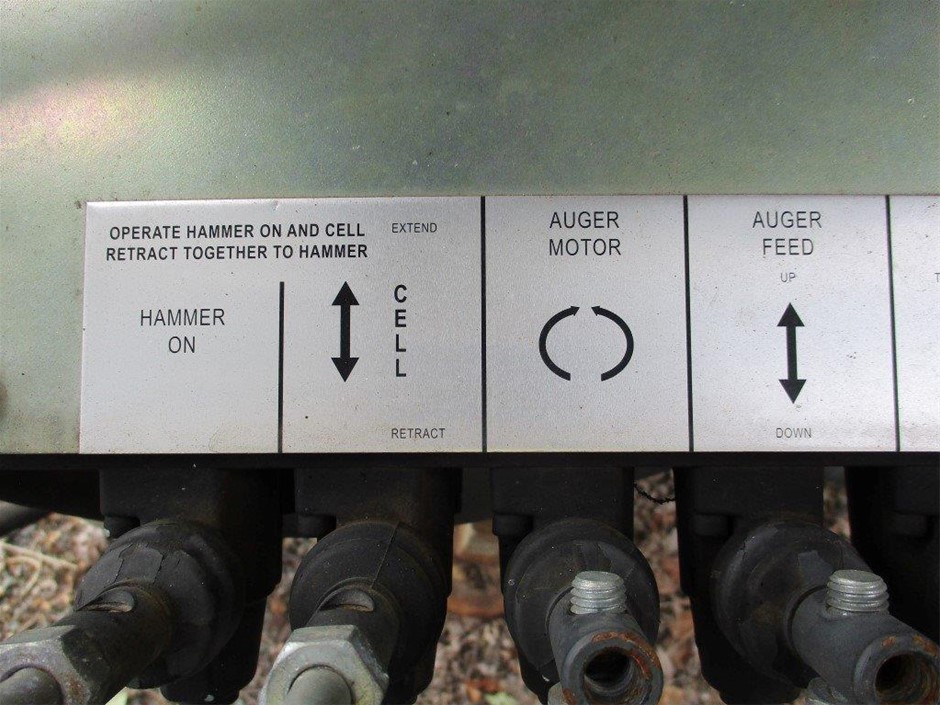 OPERATE HAMMER ON AND CELL
RETRACT TOGETHER TO HAMMER
HAMMER
ON
EXTEND
CELL
RETRACT
AUGER
MOTOR
AUGER
FEED
UP
DOWN